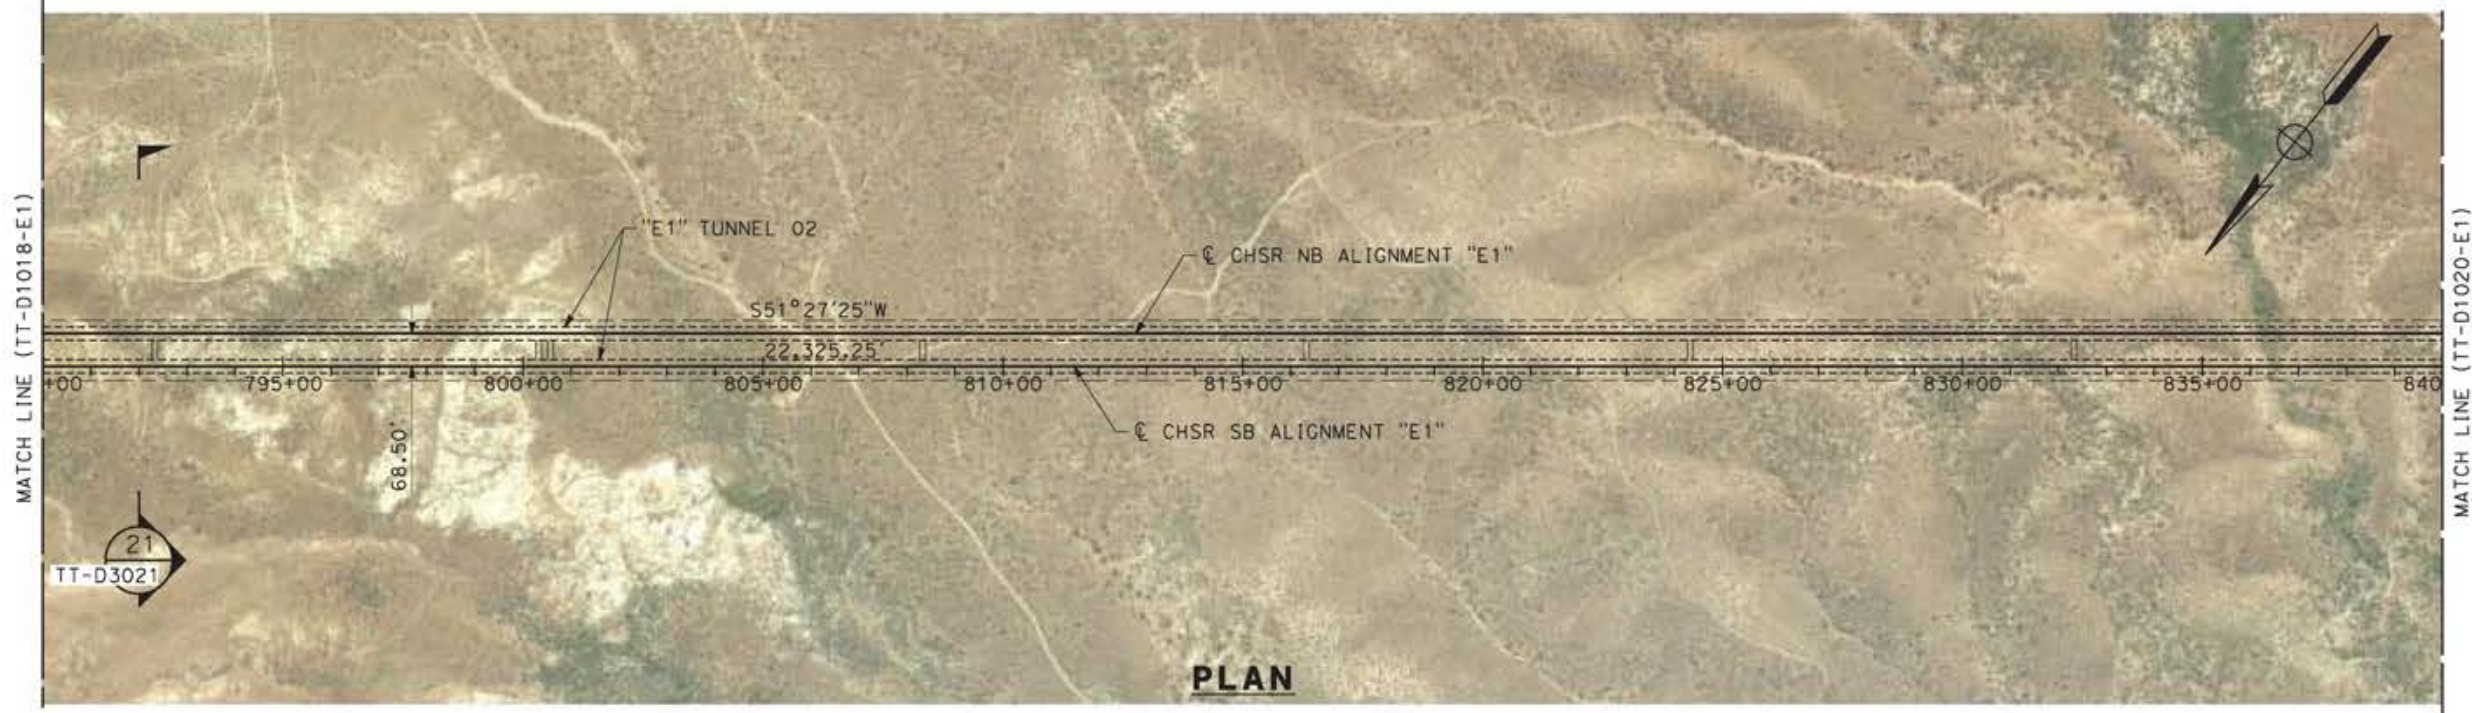 MATCH LINE (TT-D1018-E1)
"E1" TUNNEL 02
℄ CHSR NB ALIGNMENT "E1"
S51°27'25"W
22,325.25'
+00 795+00 800+00 805+00 810+00 815+00 820+00 825+00 830+00 835+00 840
68.50'
℄ CHSR SB ALIGNMENT "E1"
21
TT-D3021
PLAN
MATCH LINE (TT-D1020-E1)